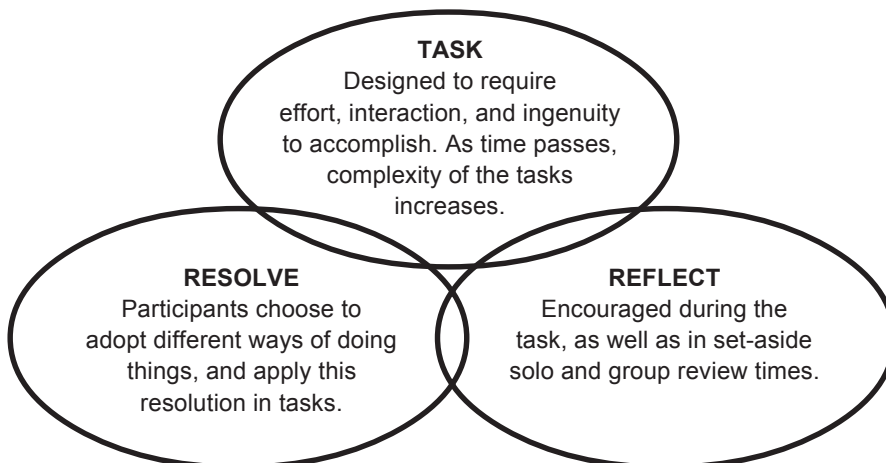 TASK
Designed to require
effort, interaction, and ingenuity
to accomplish. As time passes,
complexity of the tasks
increases.
RESOLVE
Participants choose to
adopt different ways of doing
things, and apply this
resolution in tasks.
REFLECT
Encouraged during the
task, as well as in set-aside
solo and group review times.